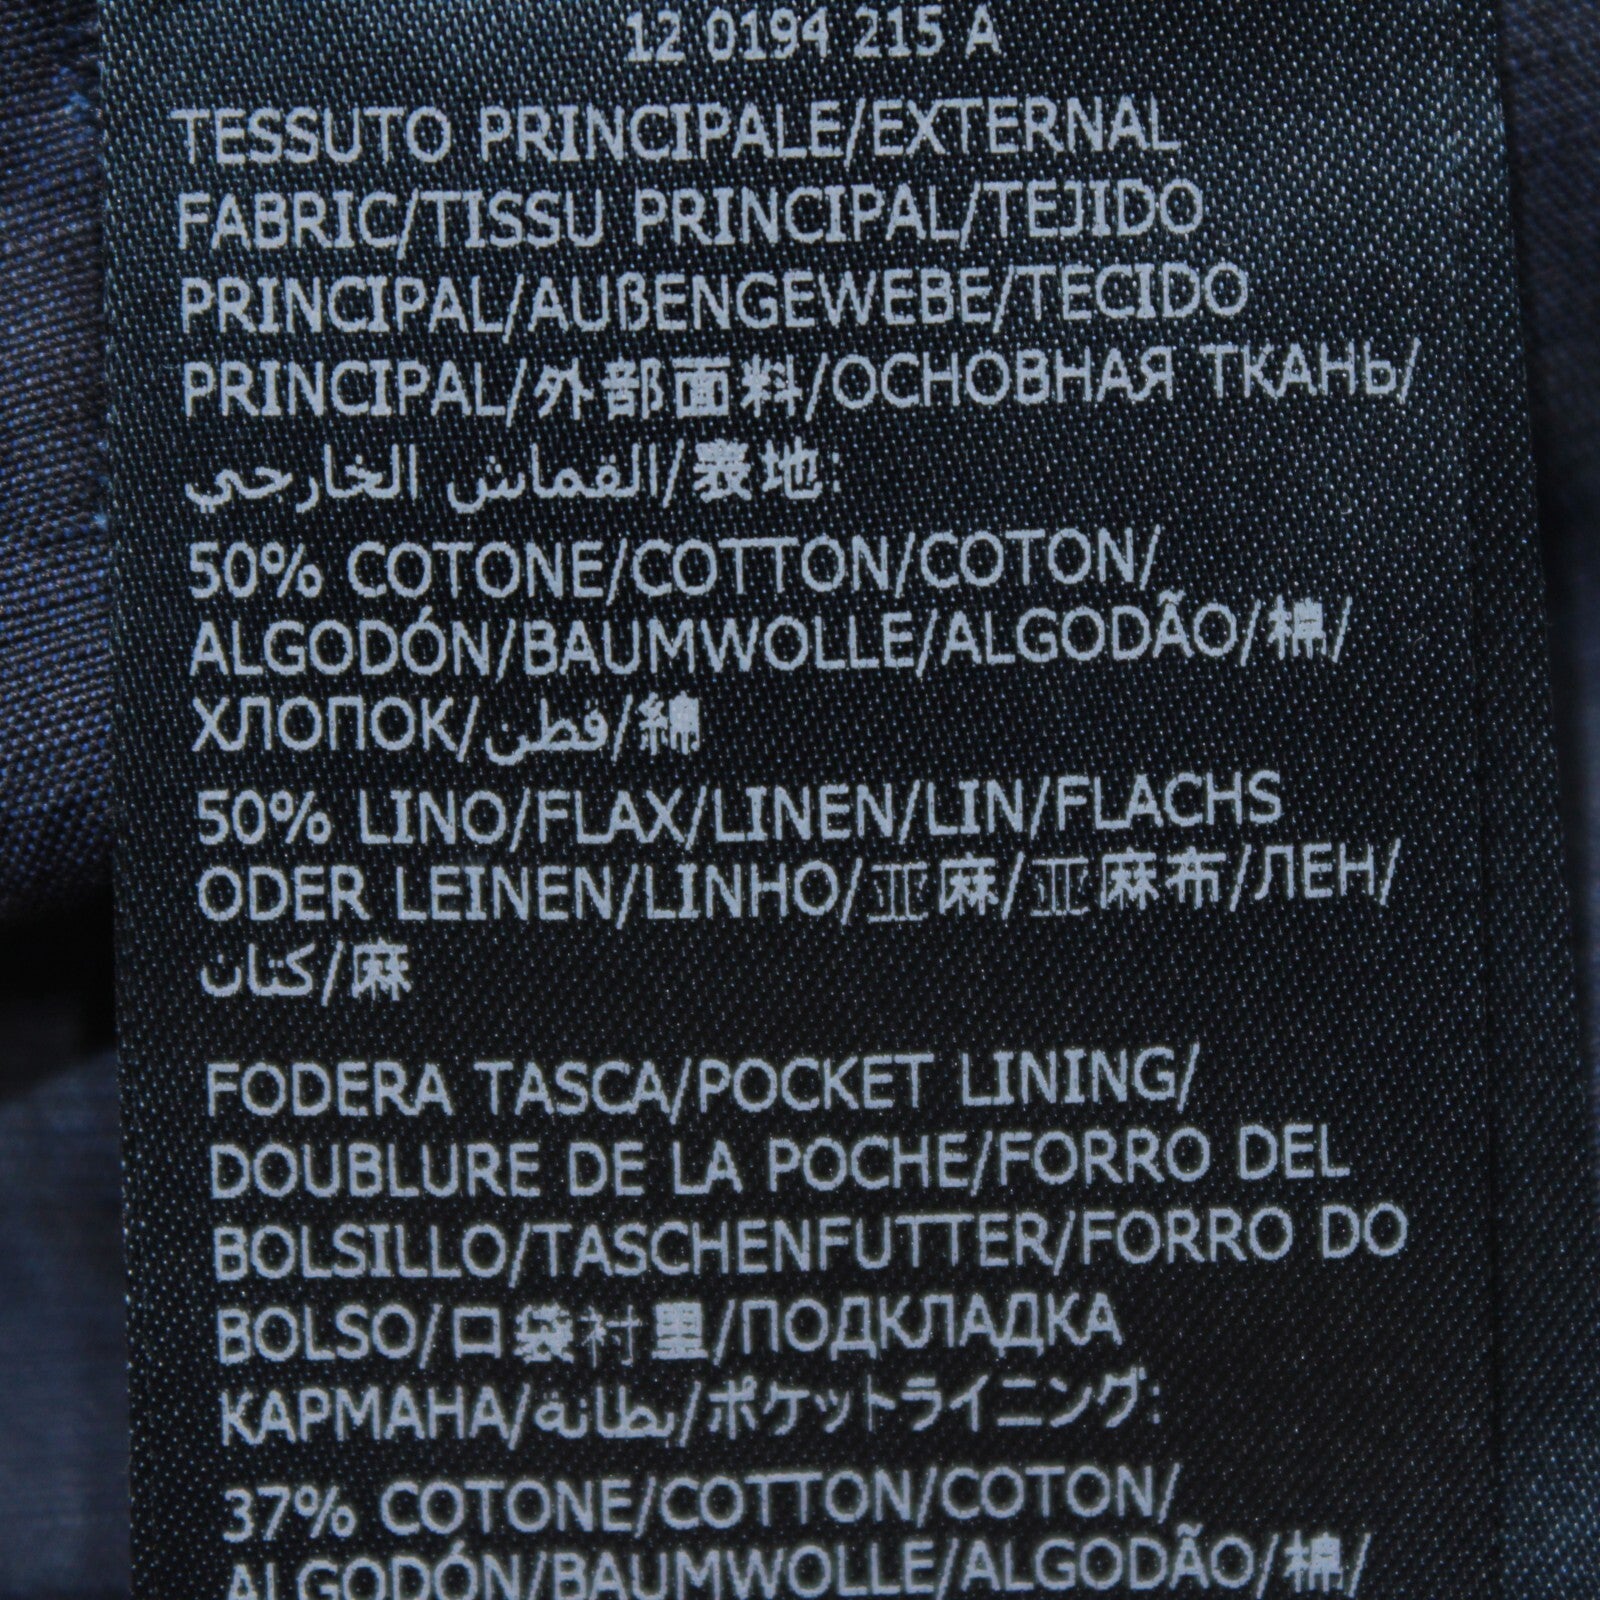 12 0194 215 A
TESSUTO PRINCIPALE/EXTERNAL
FABRIC/TISSU PRINCIPAL/TEJIDO
PRINCIPAL/AUßENGEWEBE/TECIDO
PRINCIPAL/外部面料/ОСНОВНАЯ ТКАНЬ/
القماش الخارجي/表地:
50% COTONE/COTTON/COTON/
ALGODÓN/BAUMWOLLE/ALGODÃO/棉/
ХЛОПОК/قطن/綿
50% LINO/FLAX/LINEN/LIN/FLACHS
ODER LEINEN/LINHO/亚麻/亚麻布/ЛЕН/
كتان/麻
FODERA TASCA/POCKET LINING/
DOUBLURE DE LA POCHE/FORRO DEL
BOLSILLO/TASCHENFUTTER/FORRO DO
BOLSO/口袋衬里/ПОДКЛАДКА
КАРМАНА/بطانة/ポケットライニング:
37% COTONE/COTTON/COTON/
ALGODÓN/BAUMWOLLE/ALGODÃO/棉/